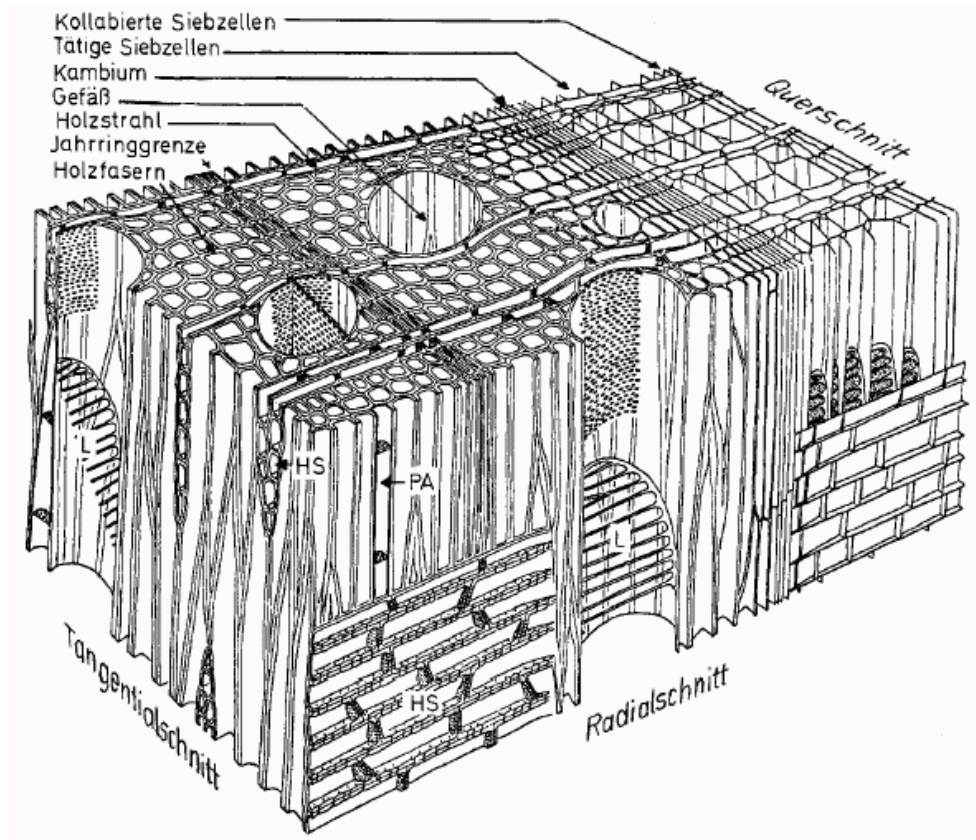 Kollabierte Siebzellen
Tätige Siebzellen
Kambium
Gefäß
Holzstrahl
Jahrringgrenze
Holzfasern
Querschnitt
L
HS
PA
L
HS
Tangentialschnitt
Radialschnitt